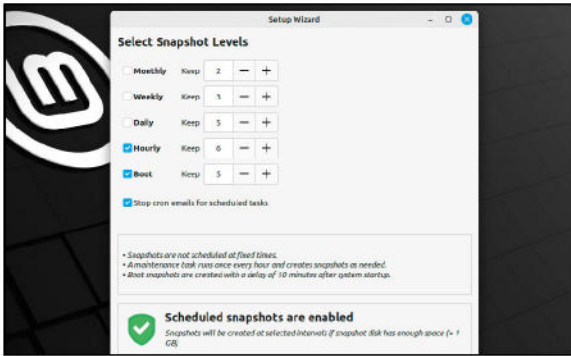 Setup Wizard
Select Snapshot Levels
Monthly Keep 2 — +
Weekly Keep 3 — +
Daily Keep 5 — +
Hourly Keep 6 — +
Boot Keep 5 — +
Stop cron emails for scheduled tasks
• Snapshots are not scheduled at fixed times.
• A maintenance task runs once every hour and creates snapshots as needed.
• Boot snapshots are created with a delay of 10 minutes after system startup.
Scheduled snapshots are enabled
Snapshots will be created at selected intervals if snapshot disk has enough space (> 1
GB)